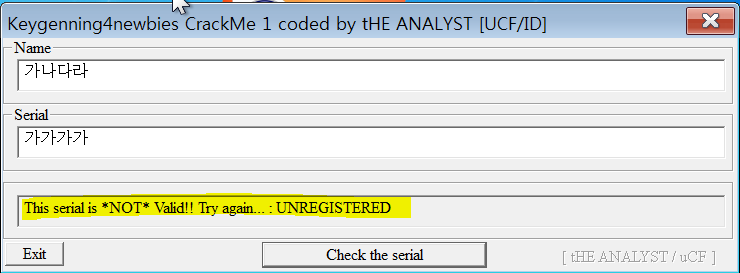 Keygenning4newbies CrackMe 1 coded by tHE ANALYST [UCF/ID]
Name
가나다라
Serial
가가가가
This serial is *NOT* Valid!! Try again... : UNREGISTERED
Exit
Check the serial
[ tHE ANALYST / uCF ]